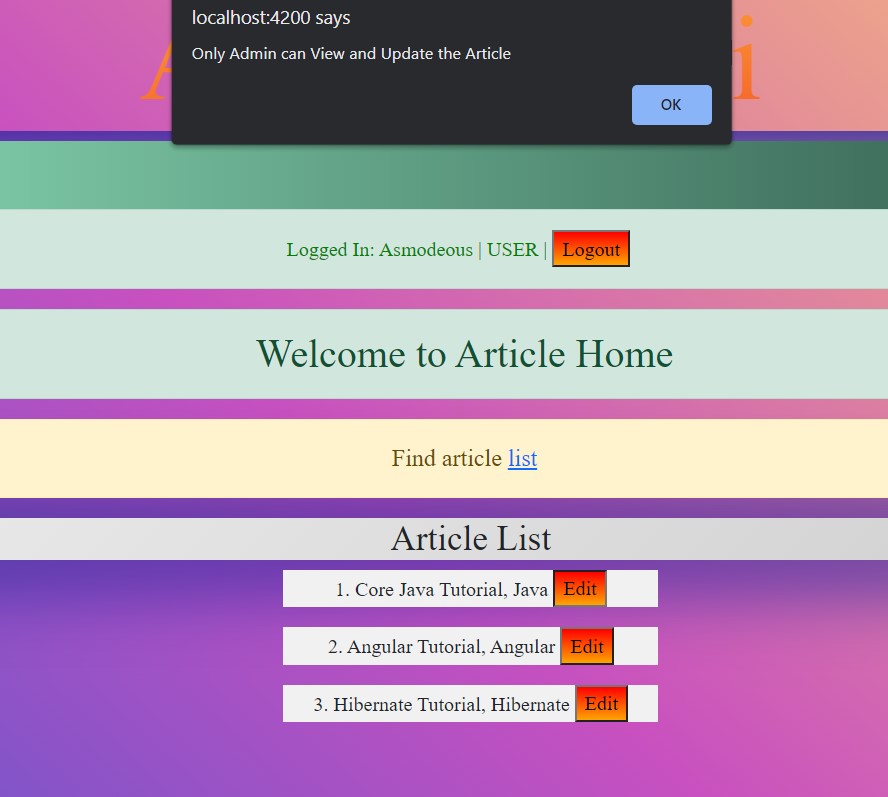 localhost:4200 says
Only Admin can View and Update the Article
OK
Logged In: Asmodeous | USER | Logout
Welcome to Article Home
Find article list
Article List
1. Core Java Tutorial, Java Edit
2. Angular Tutorial, Angular Edit
3. Hibernate Tutorial, Hibernate Edit